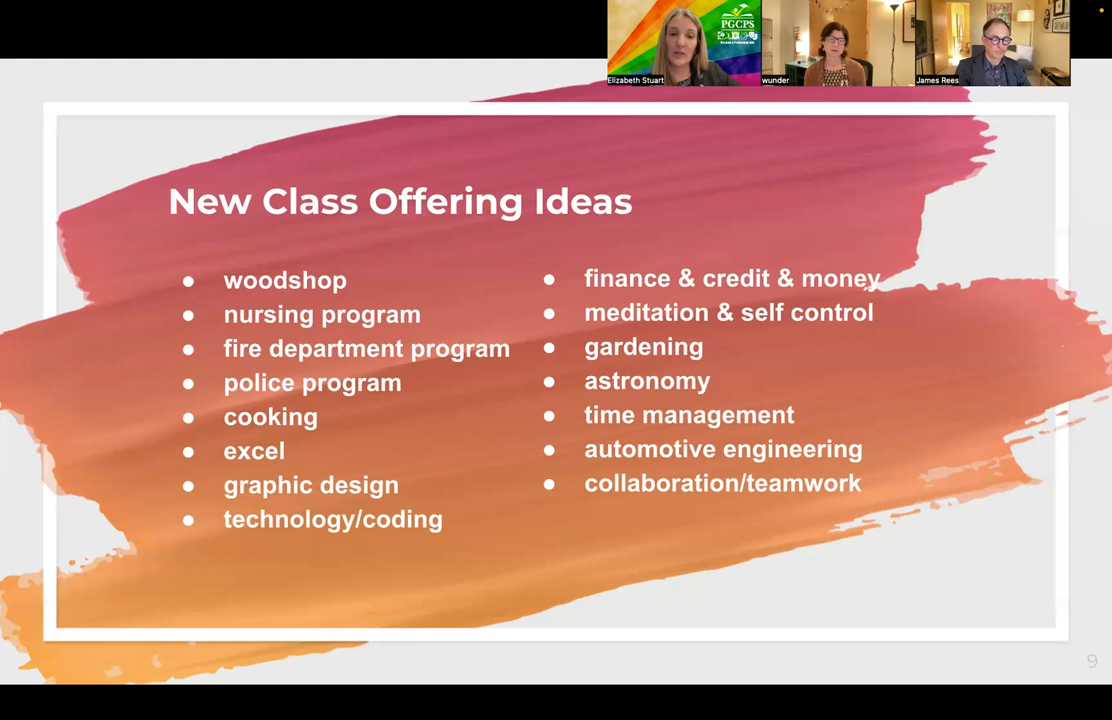 PGCPS
Elizabeth Stuart
wunder
James Rees
New Class Offering Ideas
● woodshop
● nursing program
● fire department program
● police program
● cooking
● excel
● graphic design
● technology/coding
● finance & credit & money
● meditation & self control
● gardening
● astronomy
● time management
● automotive engineering
● collaboration/teamwork
9